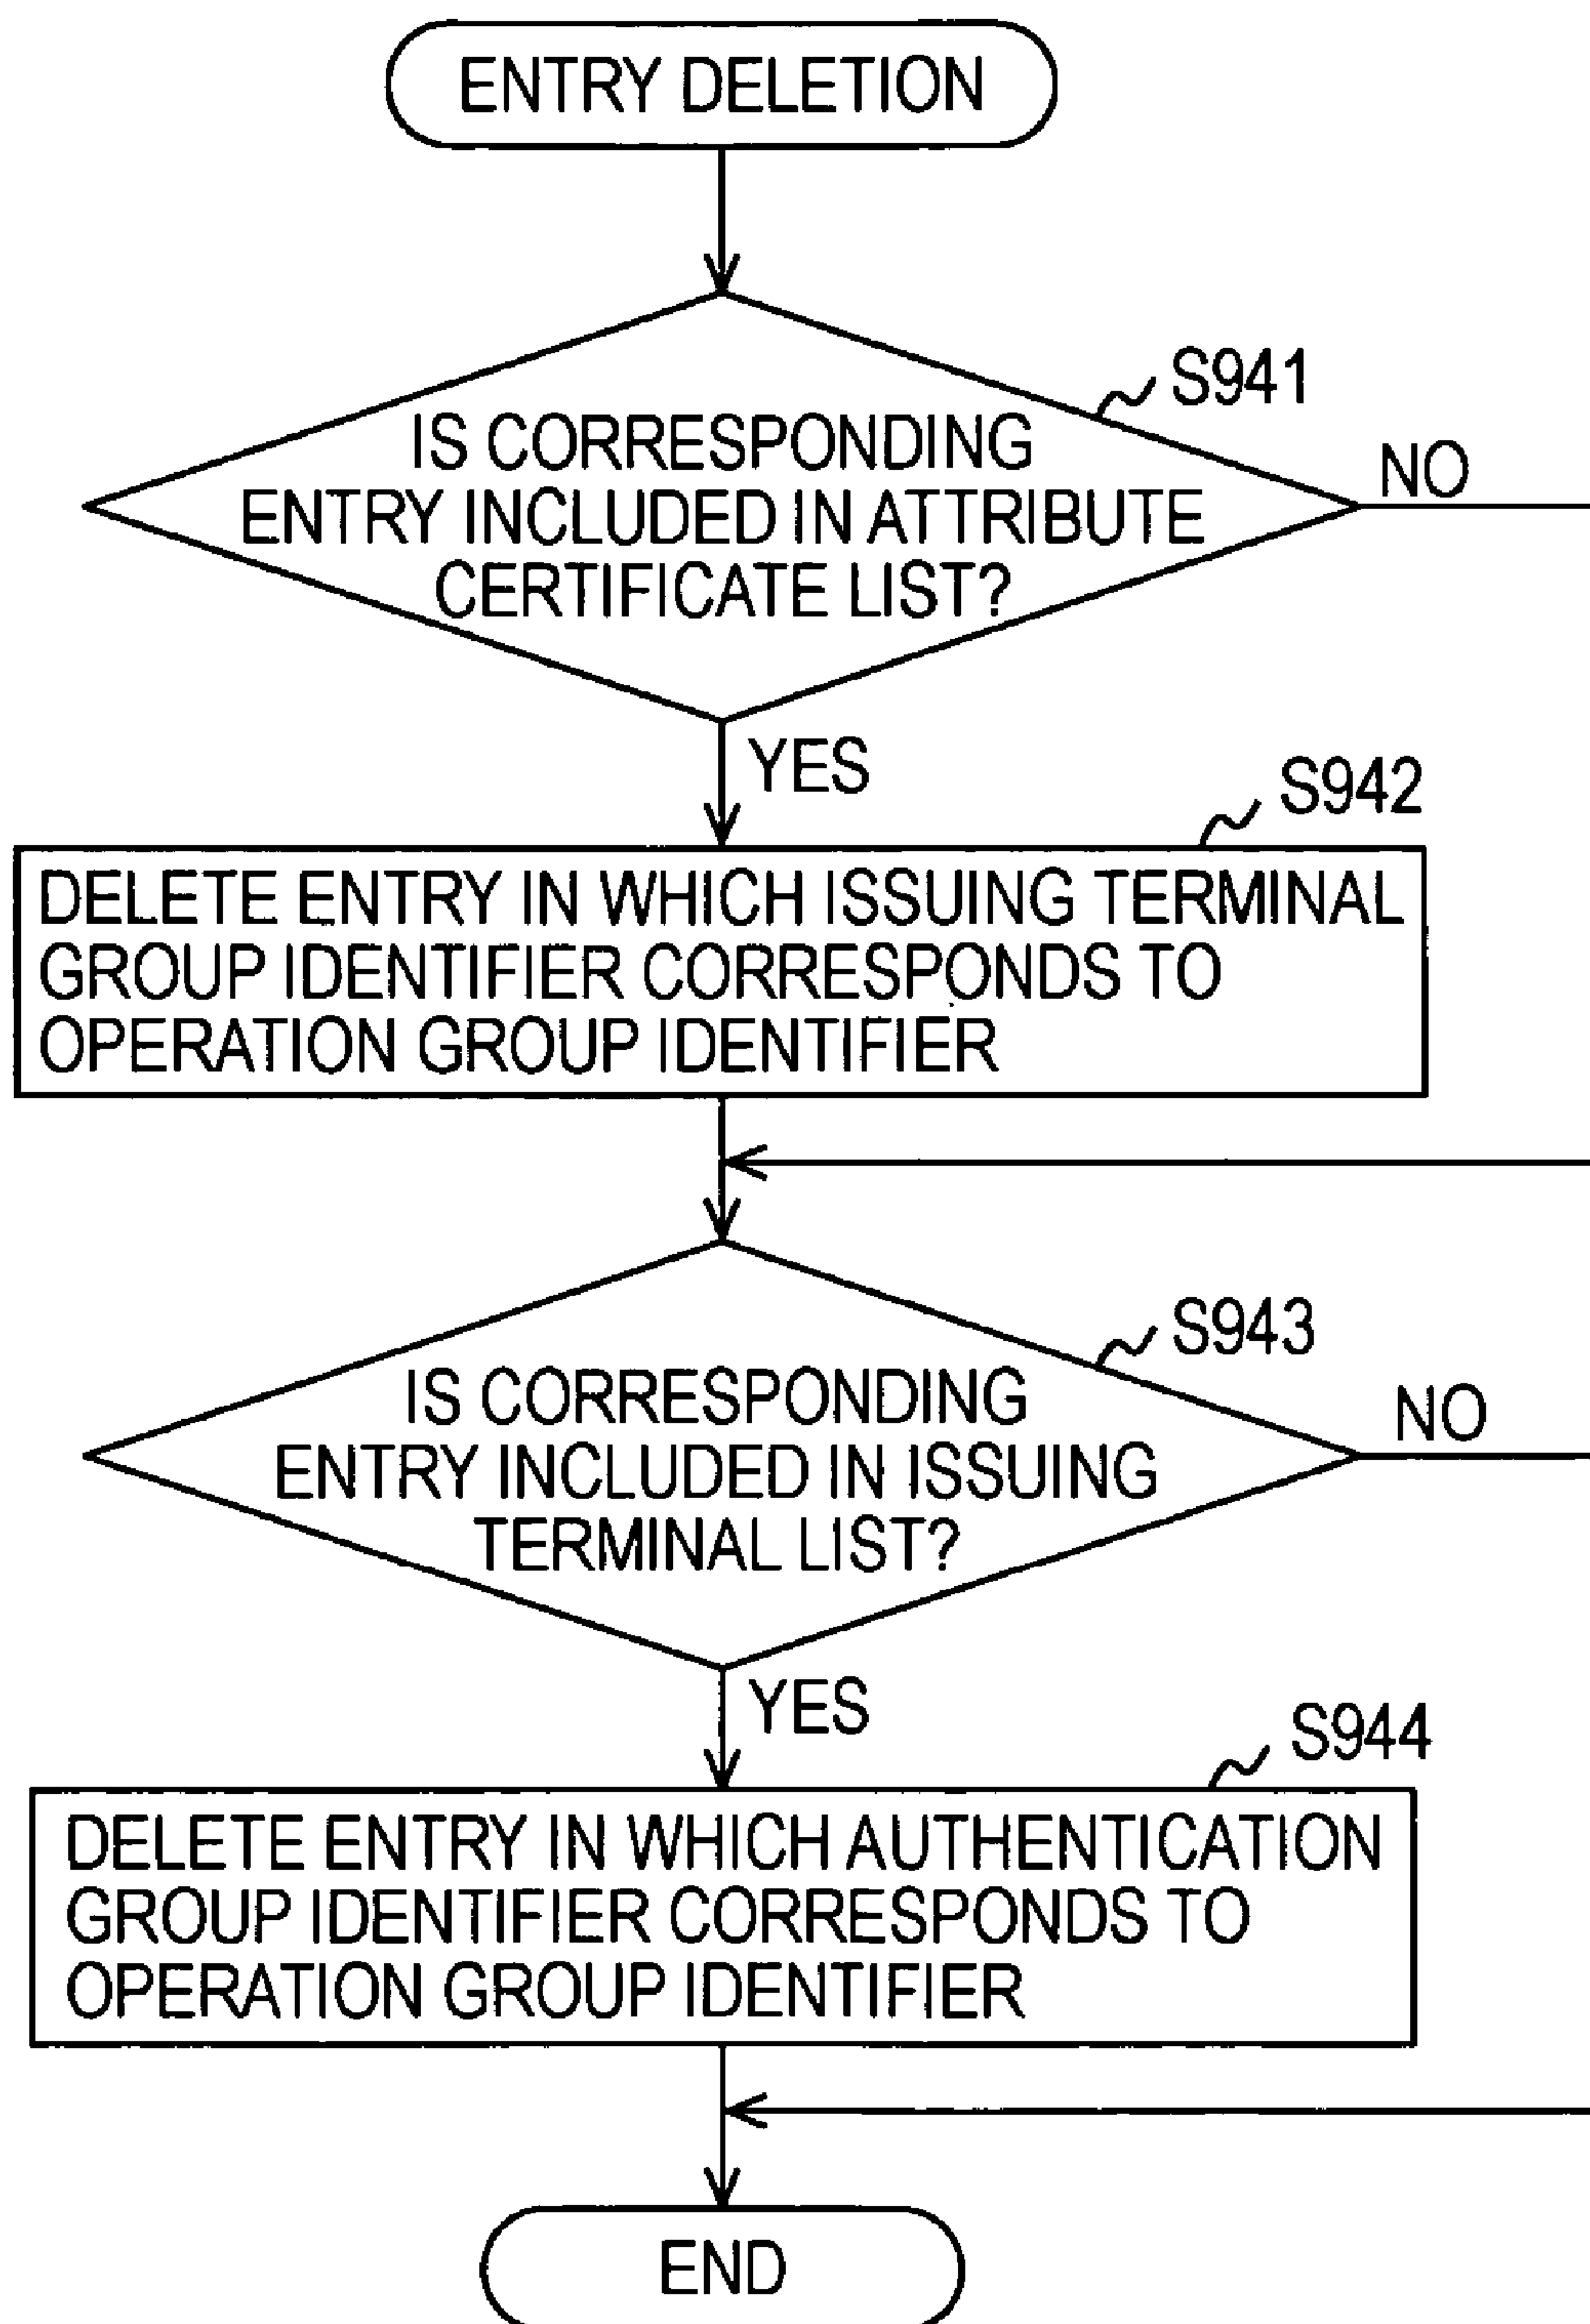 ENTRY DELETION
S941
IS CORRESPONDING
ENTRY INCLUDED IN ATTRIBUTE
CERTIFICATE LIST?
NO
YES
S942
DELETE ENTRY IN WHICH ISSUING TERMINAL
GROUP IDENTIFIER CORRESPONDS TO
OPERATION GROUP IDENTIFIER
S943
IS CORRESPONDING
ENTRY INCLUDED IN ISSUING
TERMINAL LIST?
NO
YES
S944
DELETE ENTRY IN WHICH AUTHENTICATION
GROUP IDENTIFIER CORRESPONDS TO
OPERATION GROUP IDENTIFIER
END